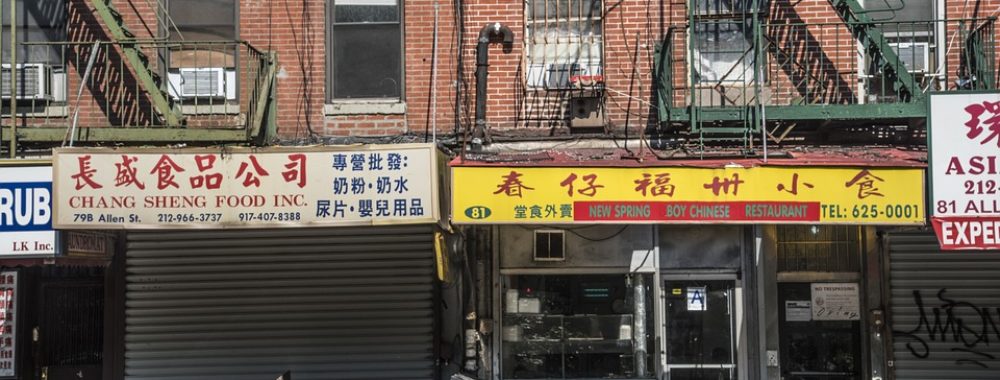 RUB
LK Inc.
長盛食品公司
CHANG SHENG FOOD INC.
79B Allen St. 212-966-3737 917-407-8388
專營批發:
奶粉·奶水
尿片·嬰兒用品
春仔福州小食
81 堂食外賣 NEW SPRING BOY CHINESE RESTAURANT TEL: 625-0001
A
NO TRESPASSING
ASI
212
81 ALL
EXPED